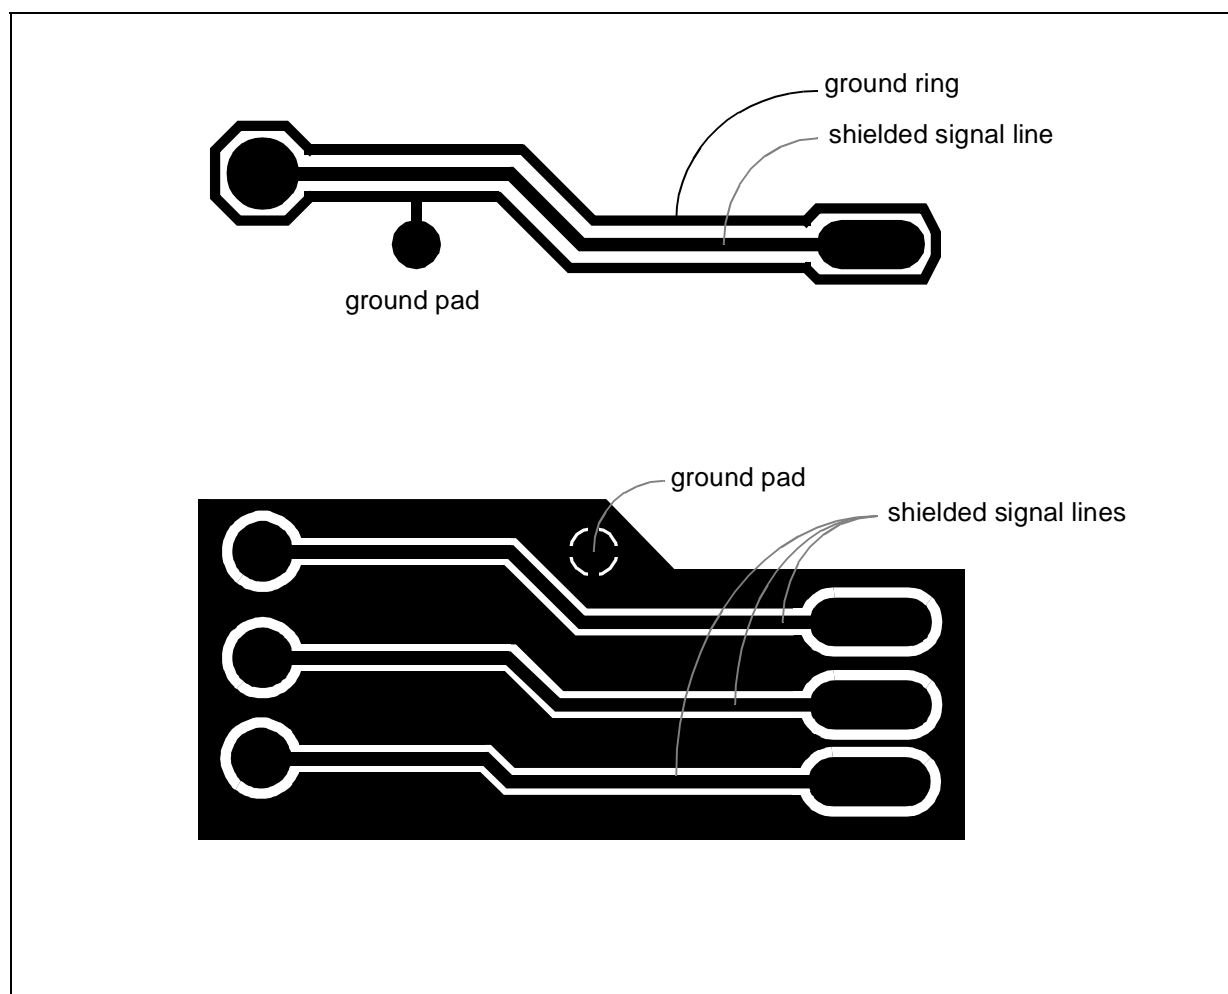 ground ring
shielded signal line
ground pad
ground pad
shielded signal lines